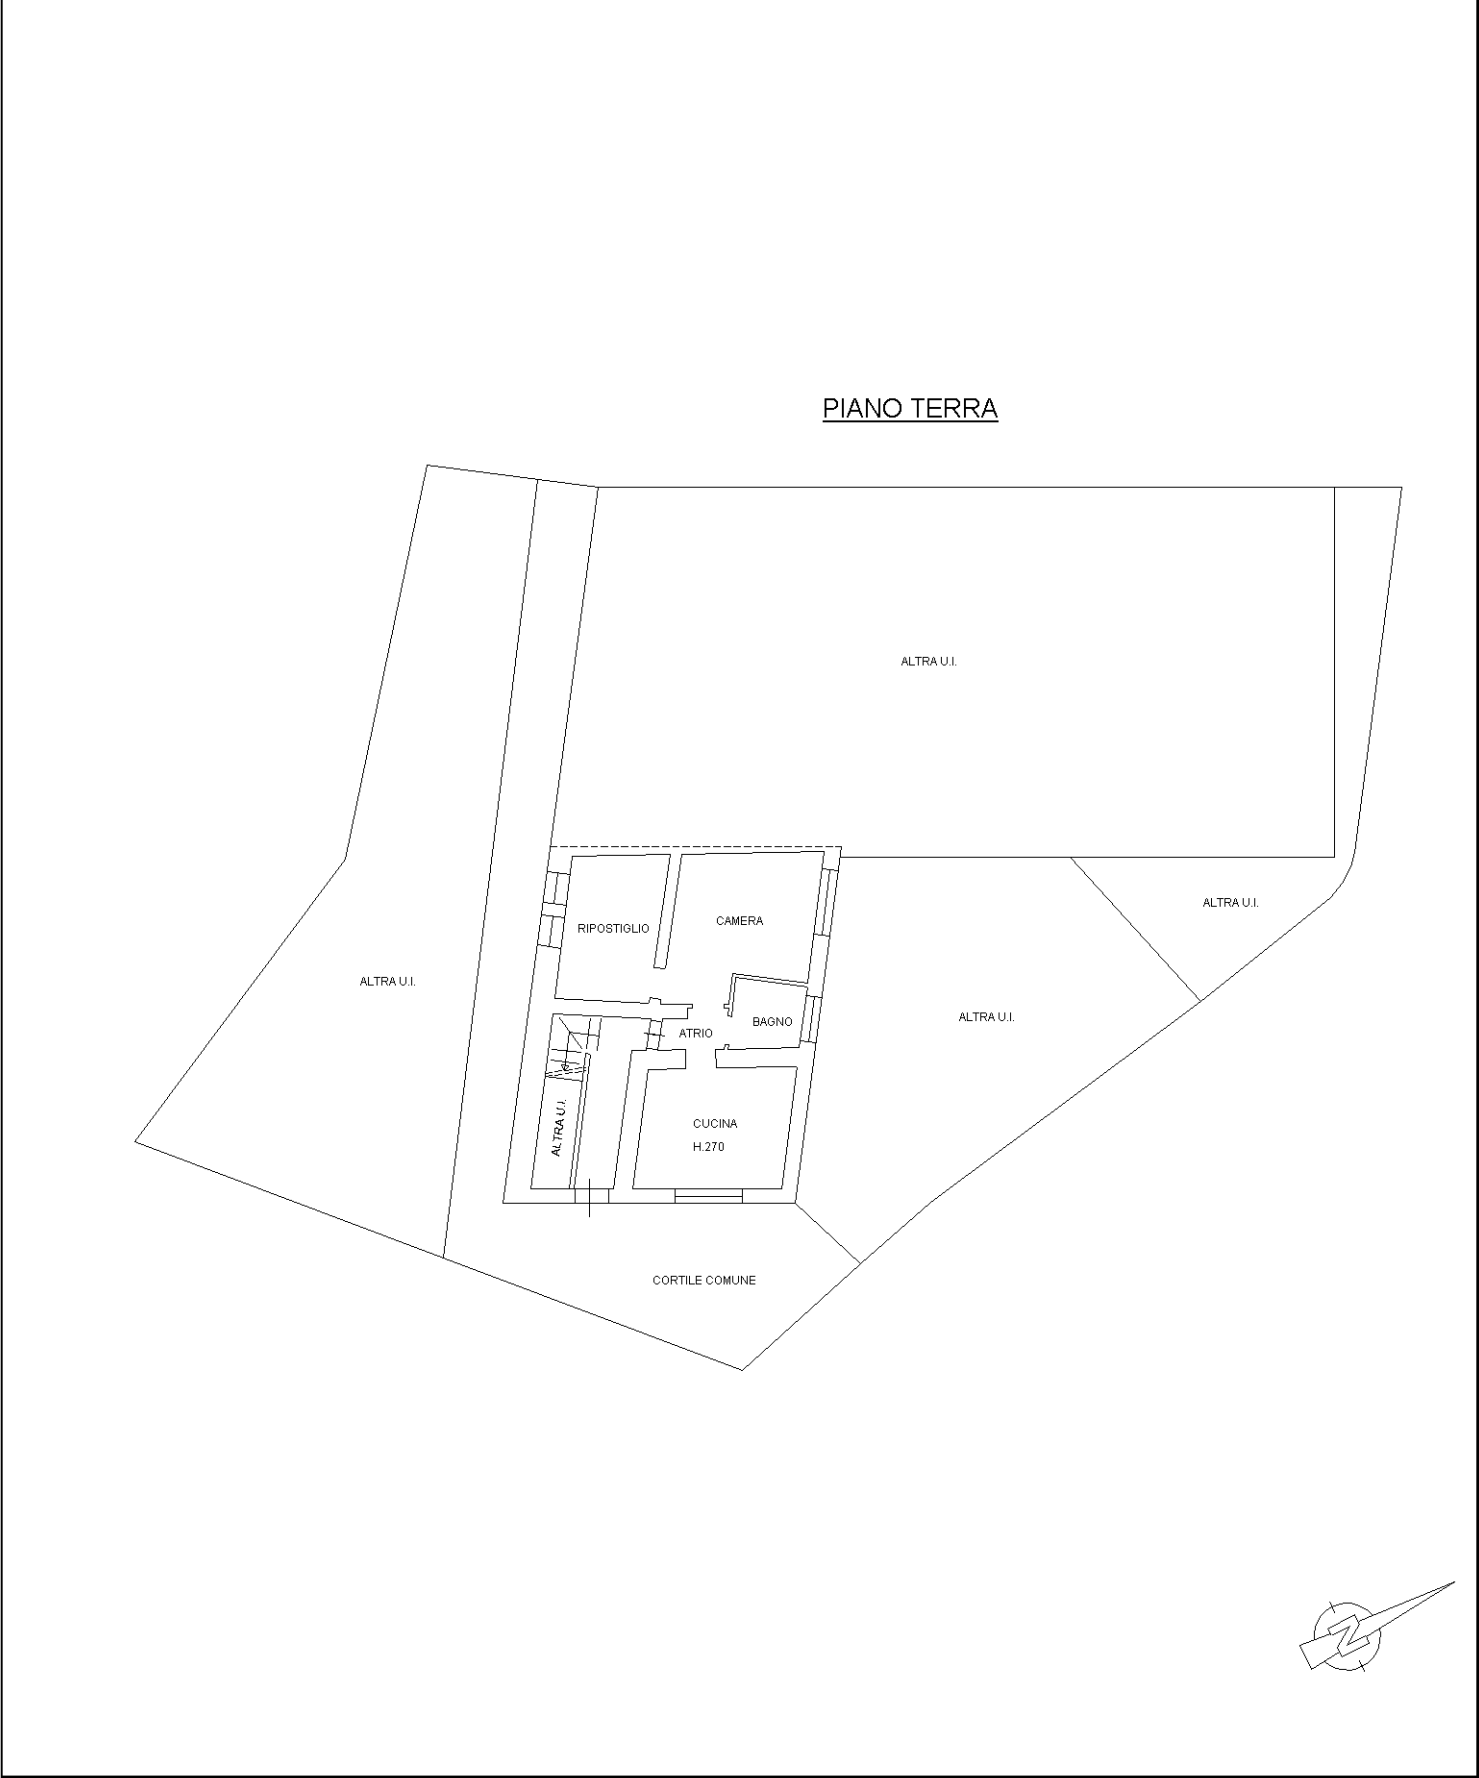 PIANO TERRA
ALTRA U.I.
ALTRA U.I.
CAMERA
RIPOSTIGLIO
ALTRA U.I.
ALTRA U.I.
BAGNO
ATRIO
ALTRA U.I.
CUCINA
H.270
CORTILE COMUNE
N